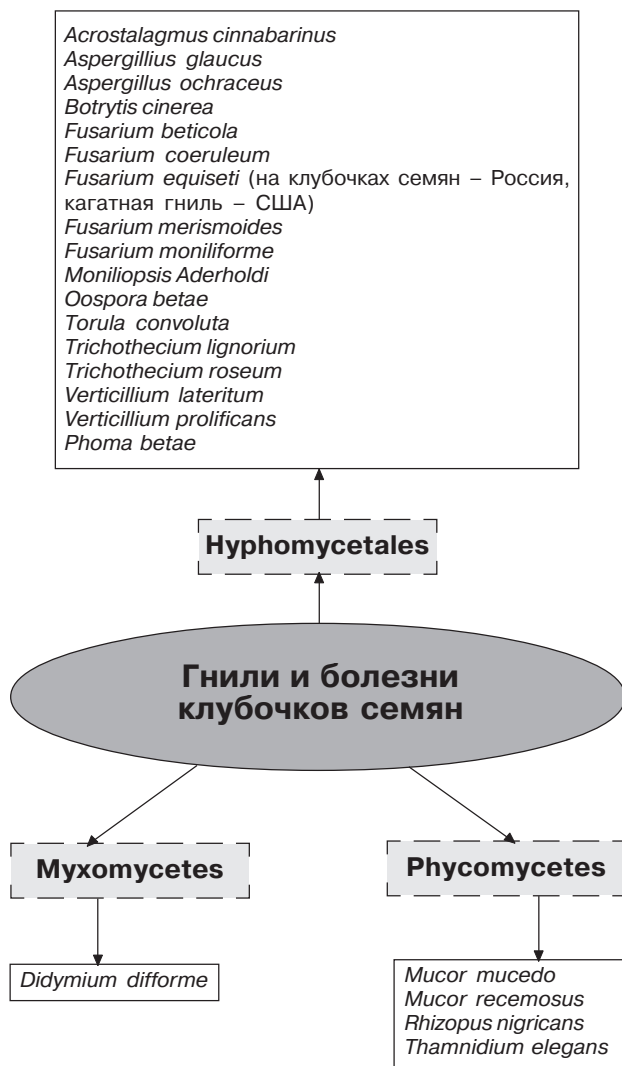 Acrostalagmus cinnabarinus
Aspergillius glaucus
Aspergillius ochraceus
Botrytis cinerea
Fusarium beticola
Fusarium coeruleum
Fusarium equiseti (на клубочках семян – Россия,
кагатная гниль – США)
Fusarium merismoides
Fusarium moniliforme
Moniliopsis Aderholdi
Oospora betae
Torula convoluta
Trichothecium lignorium
Trichothecium roseum
Verticillium lateritum
Verticillium prolificans
Phoma betae
Hyphomycetales
Гнили и болезни
клубочков семян
Myxomycetes
Phycomycetes
Didymium difforme
Mucor mucedo
Mucor recemosus
Rhizopus nigricans
Thamnidium elegans